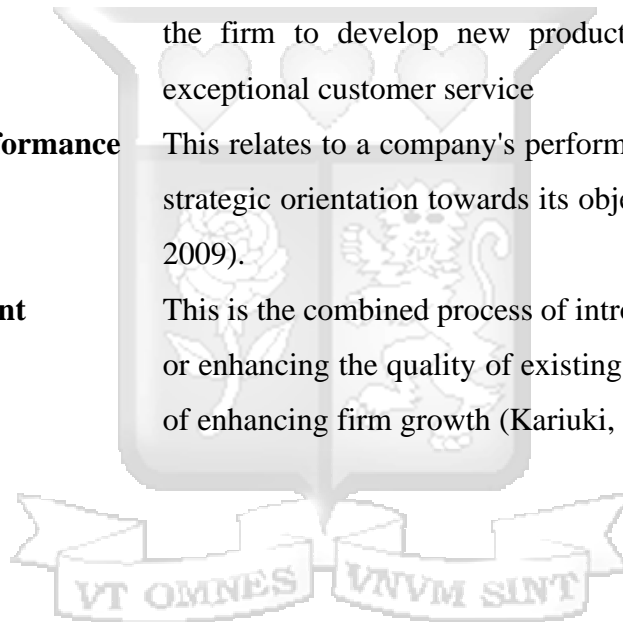 the firm to develop new product
exceptional customer service
formance This relates to a company's perform
strategic orientation towards its obje
2009).
nt This is the combined process of intro
or enhancing the quality of existing
of enhancing firm growth (Kariuki,
VT OMNES VNVM SINT